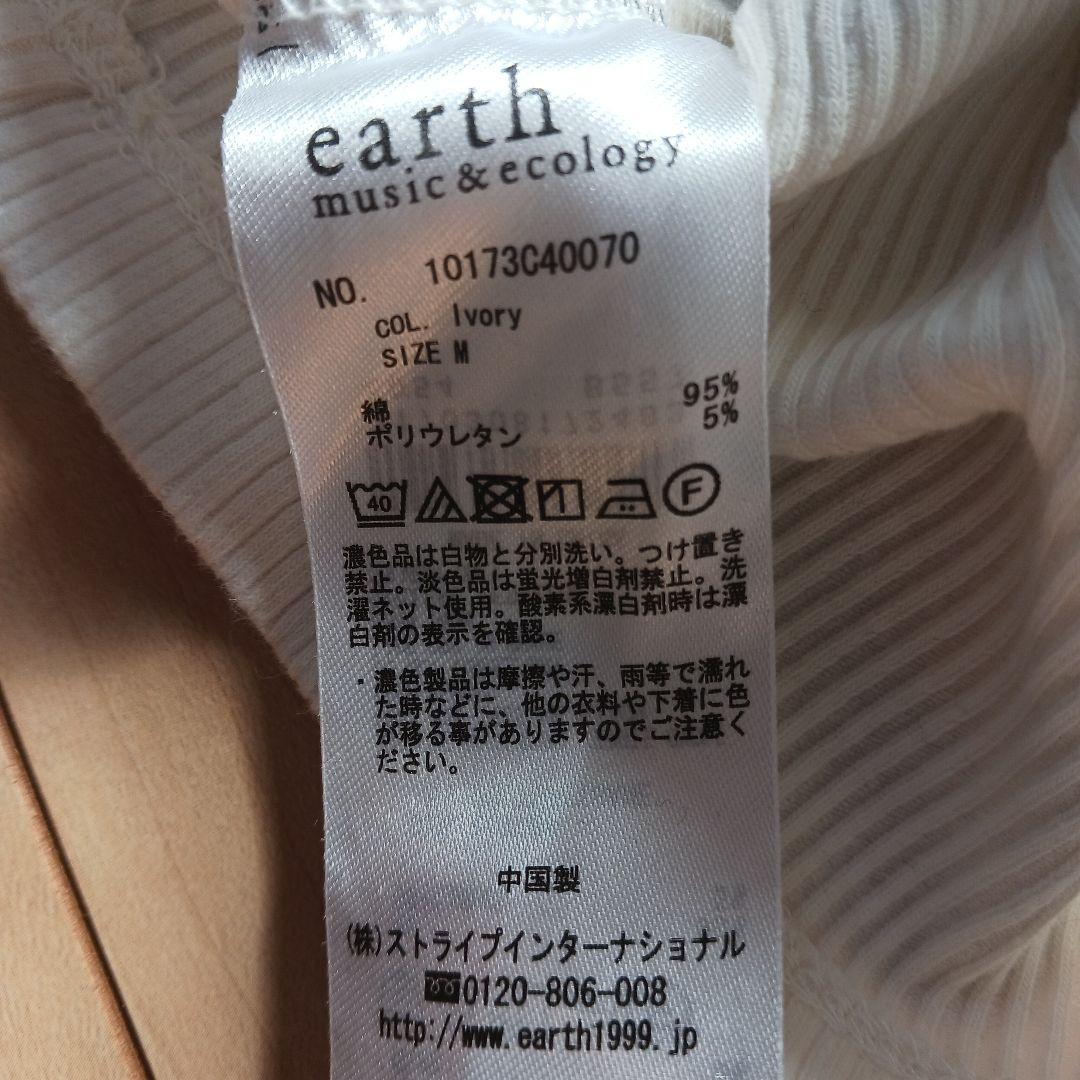 earth
music&ecology
NO. 10173C40070
COL. Ivory
SIZE M
綿 95%
ポリウレタン 5%
40 F
濃色品は白物と分別洗い。つけ置き
禁止。淡色品は蛍光増白剤禁止。洗
濯ネット使用。酸素系漂白剤時は漂
白剤の表示を確認。
・濃色製品は摩擦や汗、雨等で濡れ
た時などに、他の衣料や下着に色
が移る事がありますのでご注意く
ださい。
中国製
(株)ストライプインターナショナル
0120-806-008
http://www.earth1999.jp